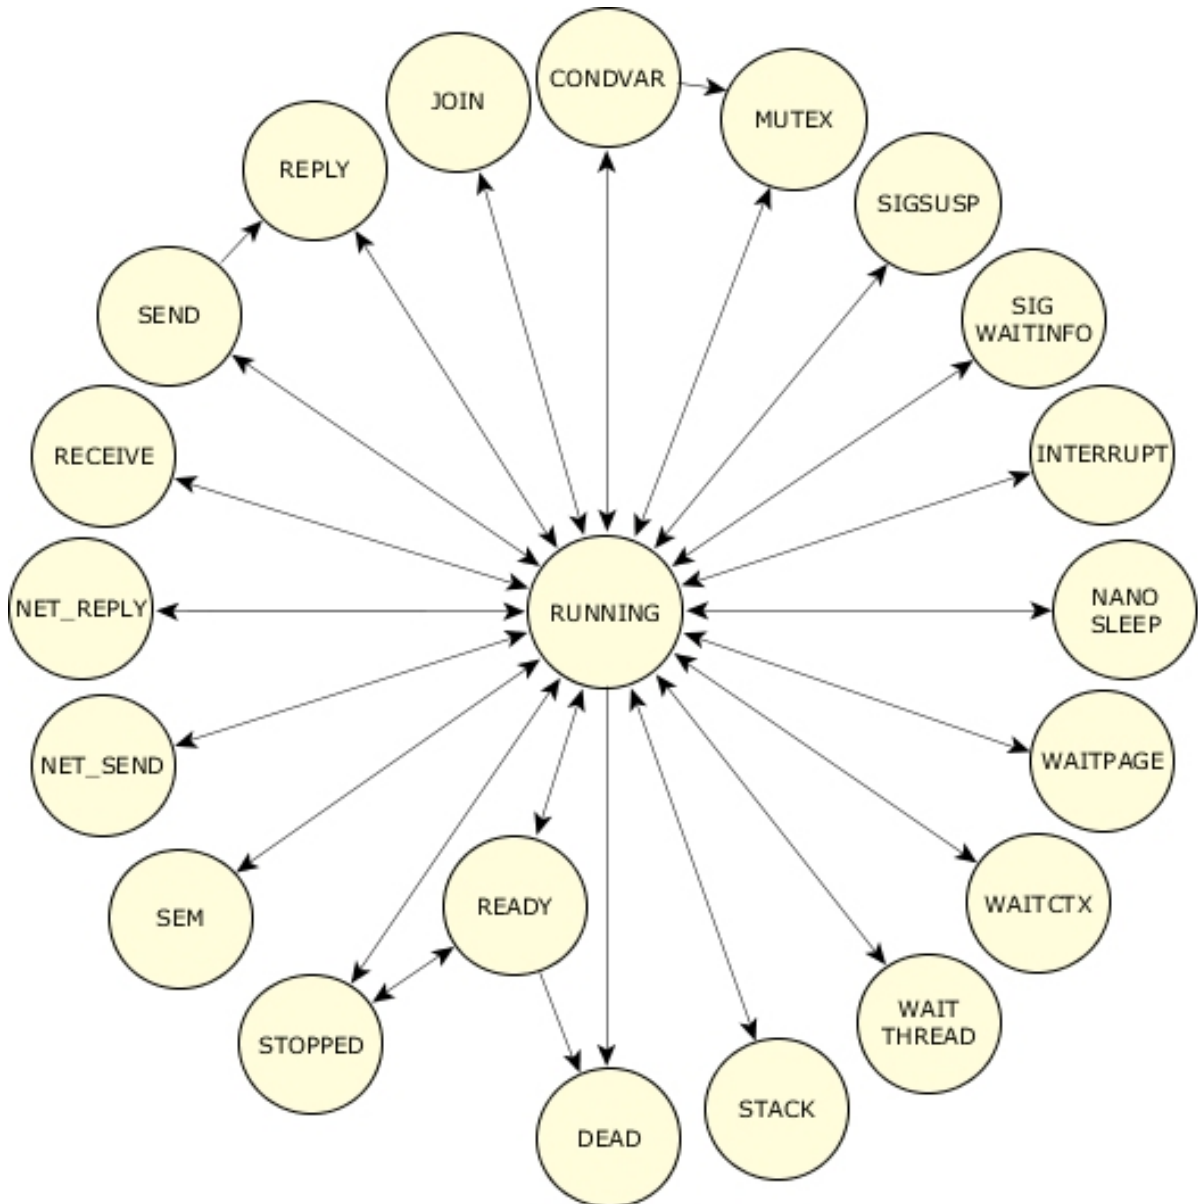 CONDVAR
JOIN
MUTEX
REPLY
SIGSUSP
SEND
SIG
WAITINFO
RECEIVE
INTERRUPT
NET_REPLY
RUNNING
NANO
SLEEP
NET_SEND
WAITPAGE
SEM
READY
WAITCTX
STOPPED
WAIT
THREAD
DEAD
STACK